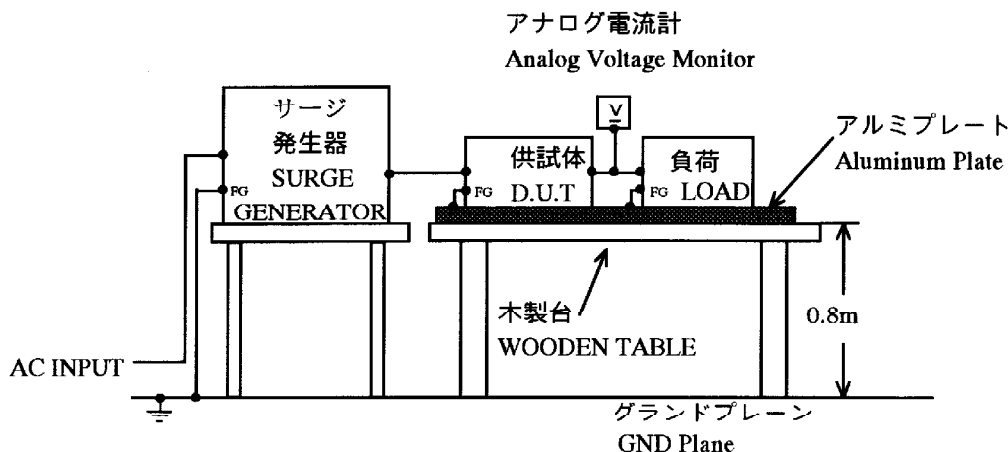 アナログ電流計
Analog Voltage Monitor
サージ
発生器
SURGE
GENERATOR
FG
V
供試体
D.U.T
FG
負荷
LOAD
FG
アルミプレート
Aluminum Plate
木製台
WOODEN TABLE
0.8m
AC INPUT
グランドプレーン
GND Plane